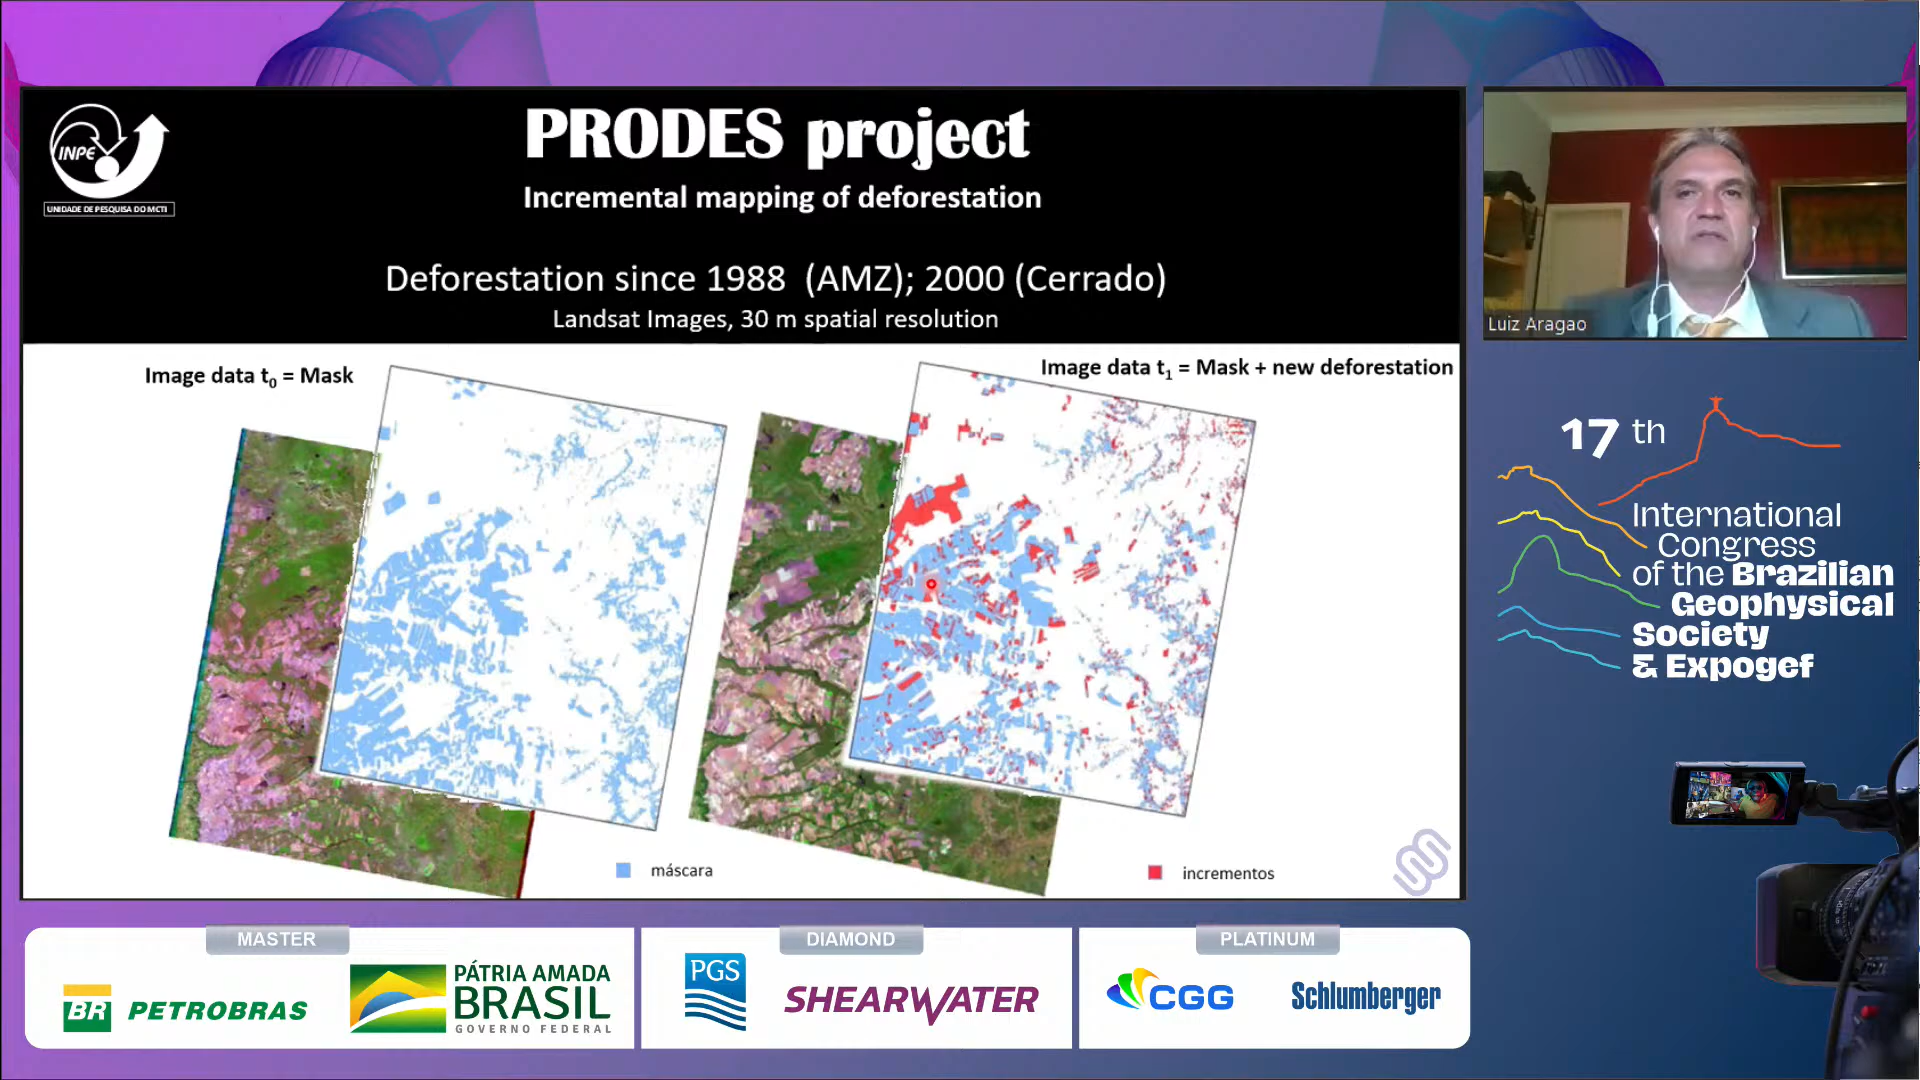 INPE
UNIDADE DE PESQUISA DO MCTI
PRODES project
Incremental mapping of deforestation
Deforestation since 1988 (AMZ); 2000 (Cerrado)
Landsat Images, 30 m spatial resolution
Image data t0 = Mask
Image data t1 = Mask + new deforestation
máscara
incrementos
Luiz Aragao
17 th
International
Congress
of the Brazilian
Geophysical
Society
& Expogef
MASTER
BR PETROBRAS
PÁTRIA AMADA
BRASIL
GOVERNO FEDERAL
DIAMOND
PGS
SHEARWATER
PLATINUM
CGG
Schlumberger